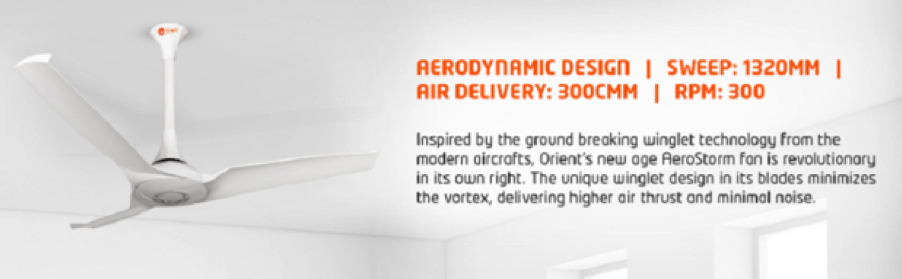 AERODYNAMIC DESIGN | SWEEP: 1320MM |
AIR DELIVERY: 300CMM | RPM: 300
Inspired by the ground breaking winglet technology from the
modern aircrafts, Orient's new age AeroStorm fan is revolutionary
in its own right. The unique winglet design in its blades minimizes
the vortex, delivering higher air thrust and minimal noise.